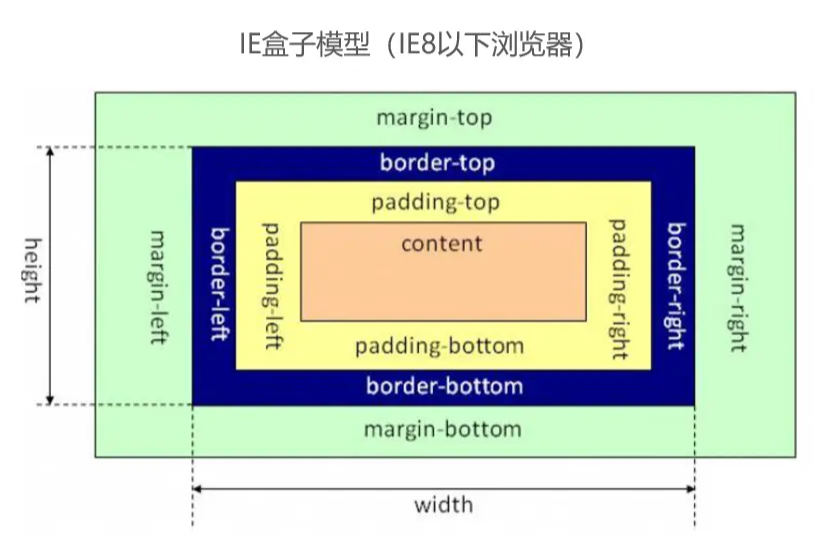 IE盒子模型（IE8以下浏览器）
margin-top
border-top
padding-top
content
height
margin-left
border-left
padding-left
padding-right
border-right
margin-right
padding-bottom
border-bottom
margin-bottom
width